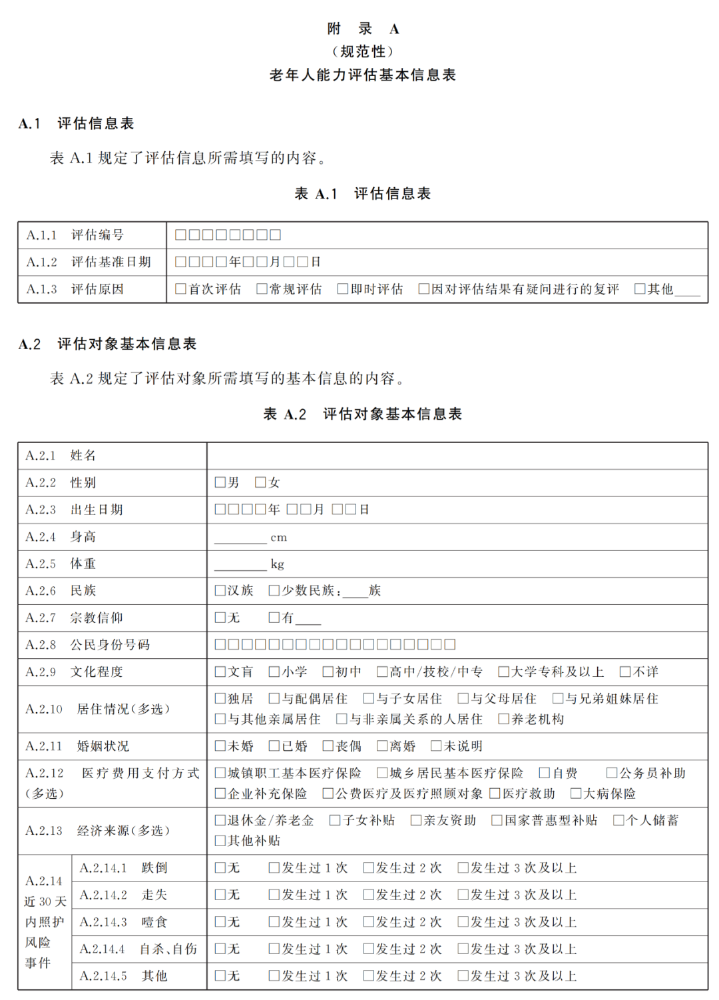 附 录 A
（规范性）
老年人能力评估基本信息表
A.1 评估信息表
表 A.1 规定了评估信息所需填写的内容。
表 A.1 评估信息表
A.1.1 评估编号 □□□□□□□□
A.1.2 评估基准日期 □□□□年□□月□□日
A.1.3 评估原因 □首次评估 □常规评估 □即时评估 □因对评估结果有疑问进行的复评 □其他____
A.2 评估对象基本信息表
表 A.2 规定了评估对象所需填写的基本信息的内容。
表 A.2 评估对象基本信息表
A.2.1 姓名
A.2.2 性别 □男 □女
A.2.3 出生日期 □□□□年 □□月 □□日
A.2.4 身高 ________ cm
A.2.5 体重 ________ kg
A.2.6 民族 □汉族 □少数民族：____族
A.2.7 宗教信仰 □无 □有____
A.2.8 公民身份号码 □□□□□□□□□□□□□□□□□□
A.2.9 文化程度 □文盲 □小学 □初中 □高中/技校/中专 □大学专科及以上 □不详
A.2.10 居住情况（多选）
□独居 □与配偶居住 □与子女居住 □与父母居住 □与兄弟姐妹居住
□与其他亲属居住 □与非亲属关系的人居住 □养老机构
A.2.11 婚姻状况 □未婚 □已婚 □丧偶 □离婚 □未说明
A.2.12 医疗费用支付方式
（多选）
□城镇职工基本医疗保险 □城乡居民基本医疗保险 □自费 □公务员补助
□企业补充保险 □公费医疗及医疗照顾对象 □医疗救助 □大病保险
A.2.13 经济来源（多选）
□退休金/养老金 □子女补贴 □亲友资助 □国家普惠型补贴 □个人储蓄
□其他补贴
A.2.14
近 30 天
内照护
风险
事件
A.2.14.1 跌倒 □无 □发生过 1 次 □发生过 2 次 □发生过 3 次及以上
A.2.14.2 走失 □无 □发生过 1 次 □发生过 2 次 □发生过 3 次及以上
A.2.14.3 噎食 □无 □发生过 1 次 □发生过 2 次 □发生过 3 次及以上
A.2.14.4 自杀、自伤 □无 □发生过 1 次 □发生过 2 次 □发生过 3 次及以上
A.2.14.5 其他 □无 □发生过 1 次 □发生过 2 次 □发生过 3 次及以上